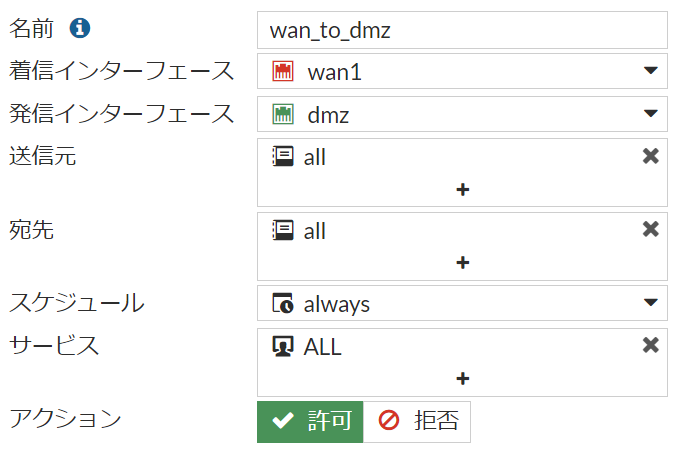 名前 wan_to_dmz
着信インターフェース wan1
発信インターフェース dmz
送信元 all
+
宛先 all
+
スケジュール always
サービス ALL
+
アクション 許可 拒否